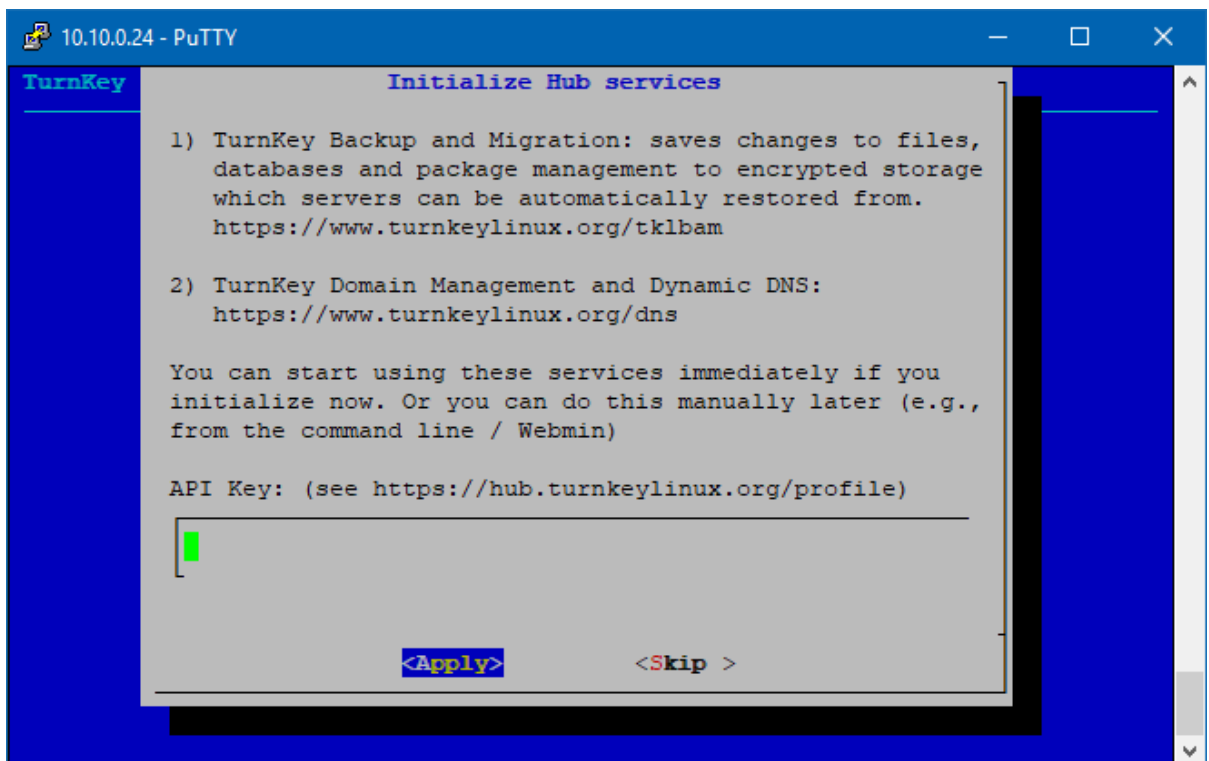 10.10.0.24 - PuTTY
TurnKey
Initialize Hub services
1) TurnKey Backup and Migration: saves changes to files,
databases and package management to encrypted storage
which servers can be automatically restored from.
https://www.turnkeylinux.org/tklbam
2) TurnKey Domain Management and Dynamic DNS:
https://www.turnkeylinux.org/dns
You can start using these services immediately if you
initialize now. Or you can do this manually later (e.g.,
from the command line / Webmin)
API Key: (see https://hub.turnkeylinux.org/profile)
<Apply> <Skip >